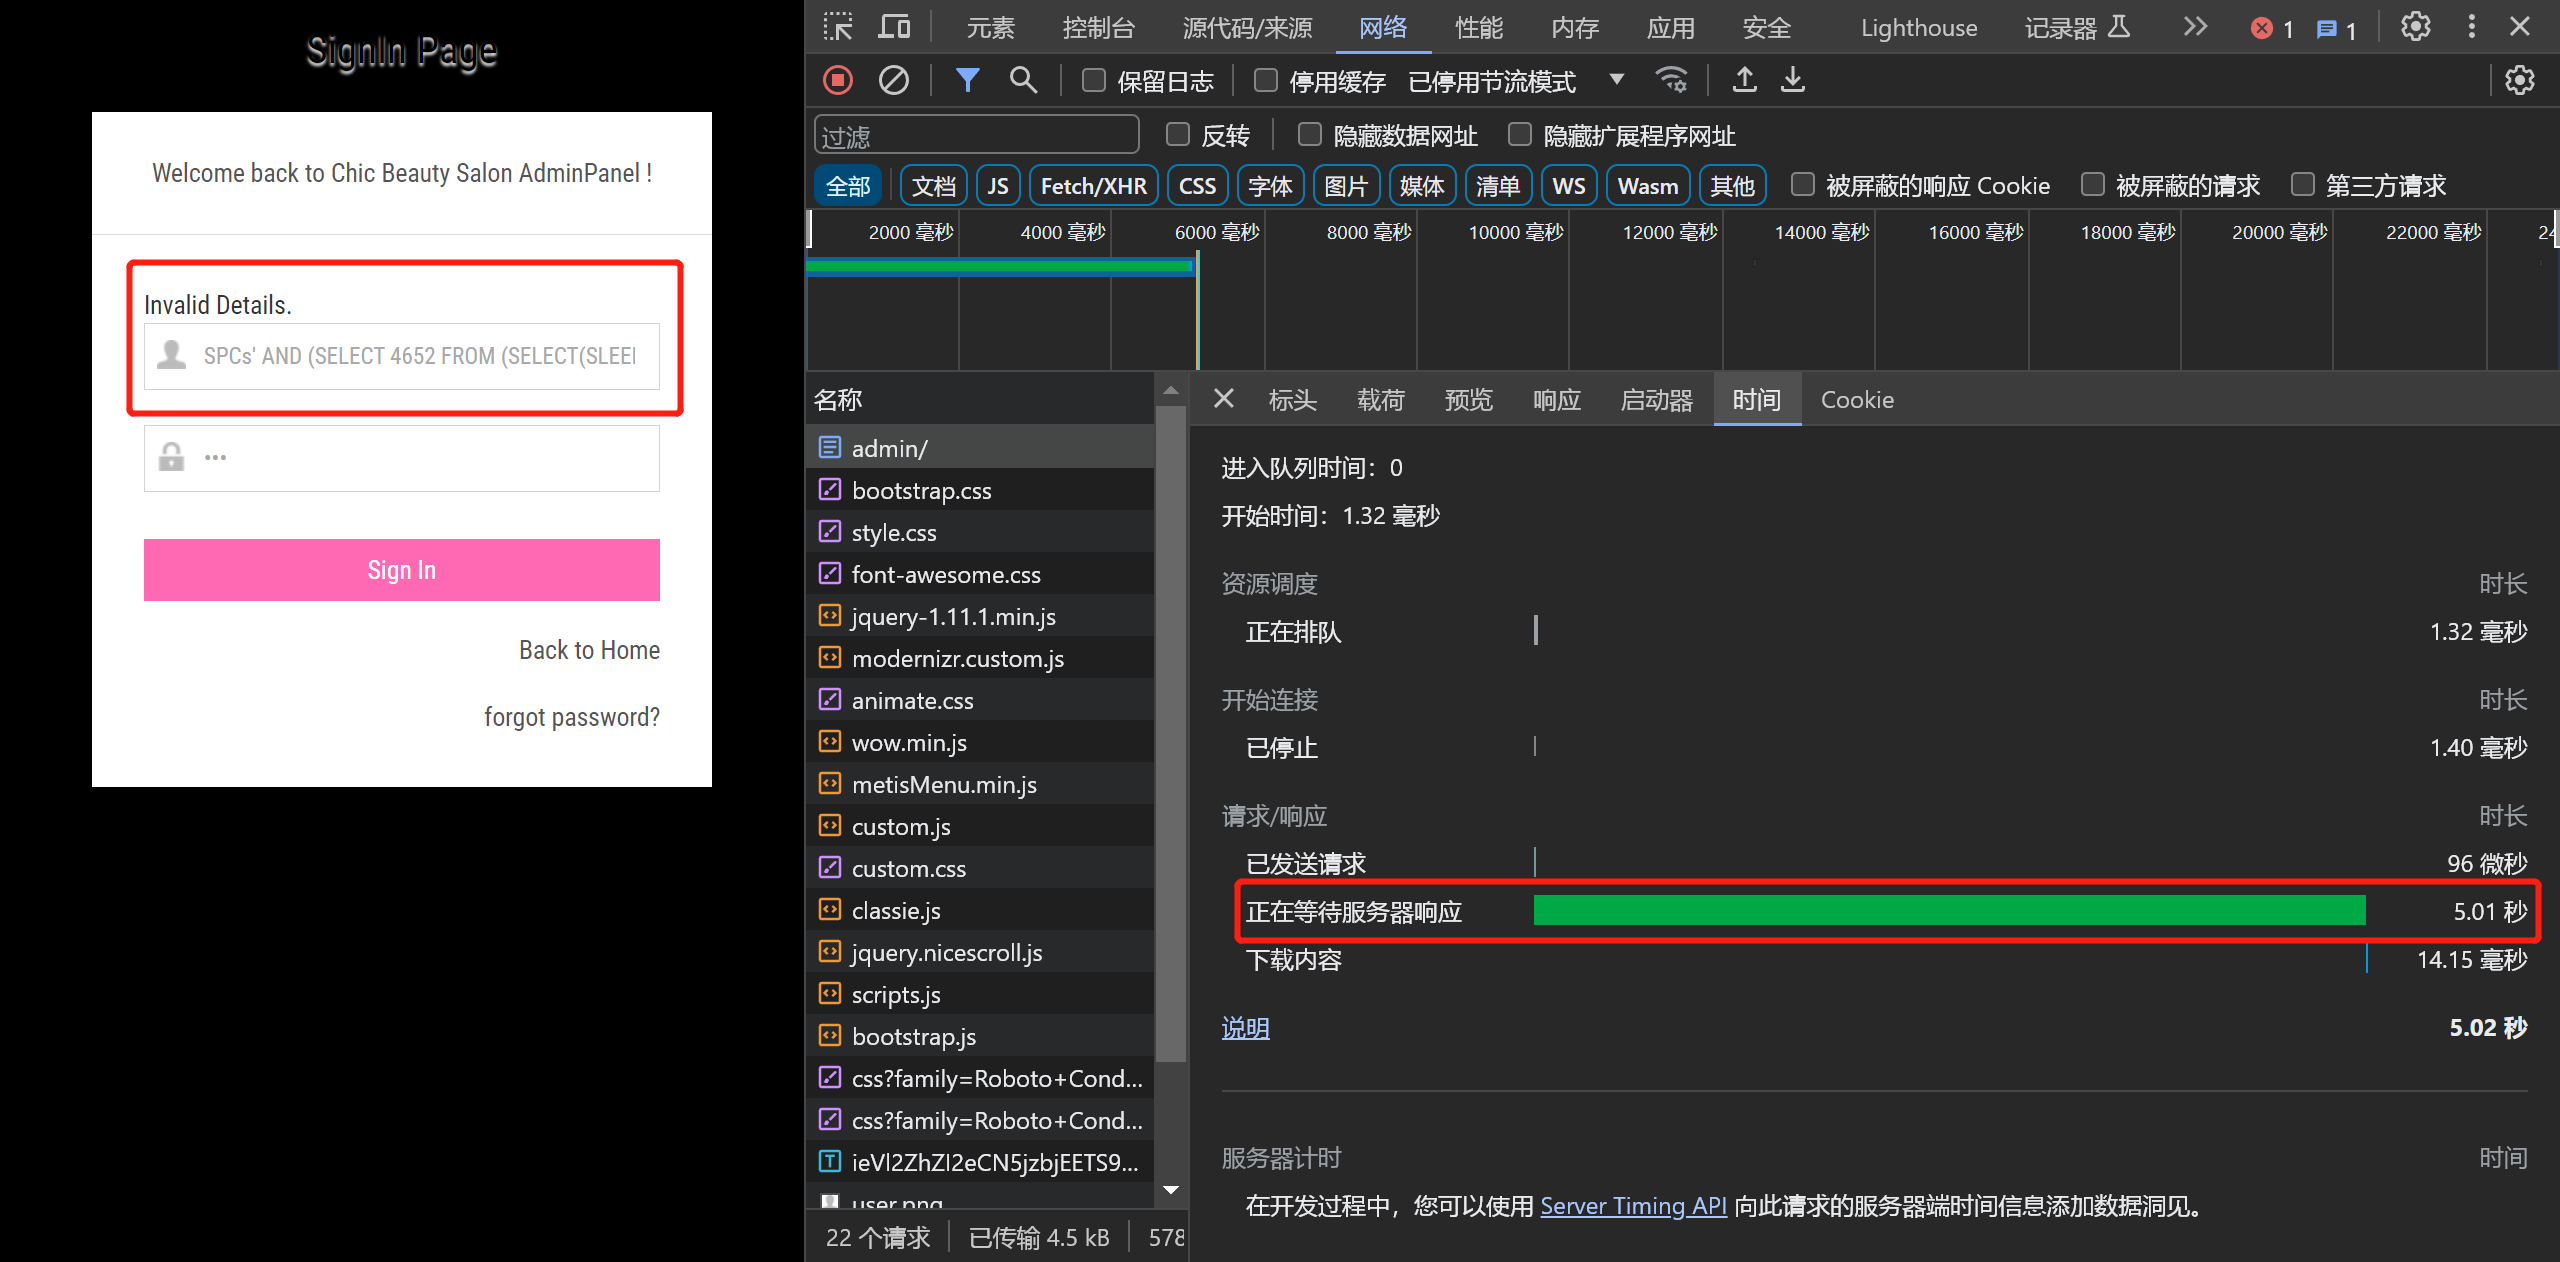 SignIn Page
Welcome back to Chic Beauty Salon AdminPanel !
Invalid Details.
SPCs' AND (SELECT 4652 FROM (SELECT(SLEE
•••
Sign In
Back to Home
forgot password?
元素 控制台 源代码/来源 网络 性能 内存 应用 安全 Lighthouse 记录器 1 1
保留日志 停用缓存 已停用节流模式
过滤 反转 隐藏数据网址 隐藏扩展程序网址
全部 文档 JS Fetch/XHR CSS 字体 图片 媒体 清单 WS Wasm 其他 被屏蔽的响应 Cookie 被屏蔽的请求 第三方请求
2000 毫秒 4000 毫秒 6000 毫秒 8000 毫秒 10000 毫秒 12000 毫秒 14000 毫秒 16000 毫秒 18000 毫秒 20000 毫秒 22000 毫秒
名称
admin/
bootstrap.css
style.css
font-awesome.css
jquery-1.11.1.min.js
modernizr.custom.js
animate.css
wow.min.js
metisMenu.min.js
custom.js
custom.css
classie.js
jquery.nicescroll.js
scripts.js
bootstrap.js
css?family=Roboto+Cond...
css?family=Roboto+Cond...
ieVl2ZhZI2eCN5jzbjEETS9...
user.png
22 个请求 已传输 4.5 kB 578
标头 载荷 预览 响应 启动器 时间 Cookie
进入队列时间：0
开始时间：1.32 毫秒
资源调度 时长
正在排队 1.32 毫秒
开始连接 时长
已停止 1.40 毫秒
请求/响应 时长
已发送请求 96 微秒
正在等待服务器响应 5.01 秒
下载内容 14.15 毫秒
说明 5.02 秒
服务器计时 时间
在开发过程中，您可以使用 Server Timing API 向此请求的服务器端时间信息添加数据洞见。